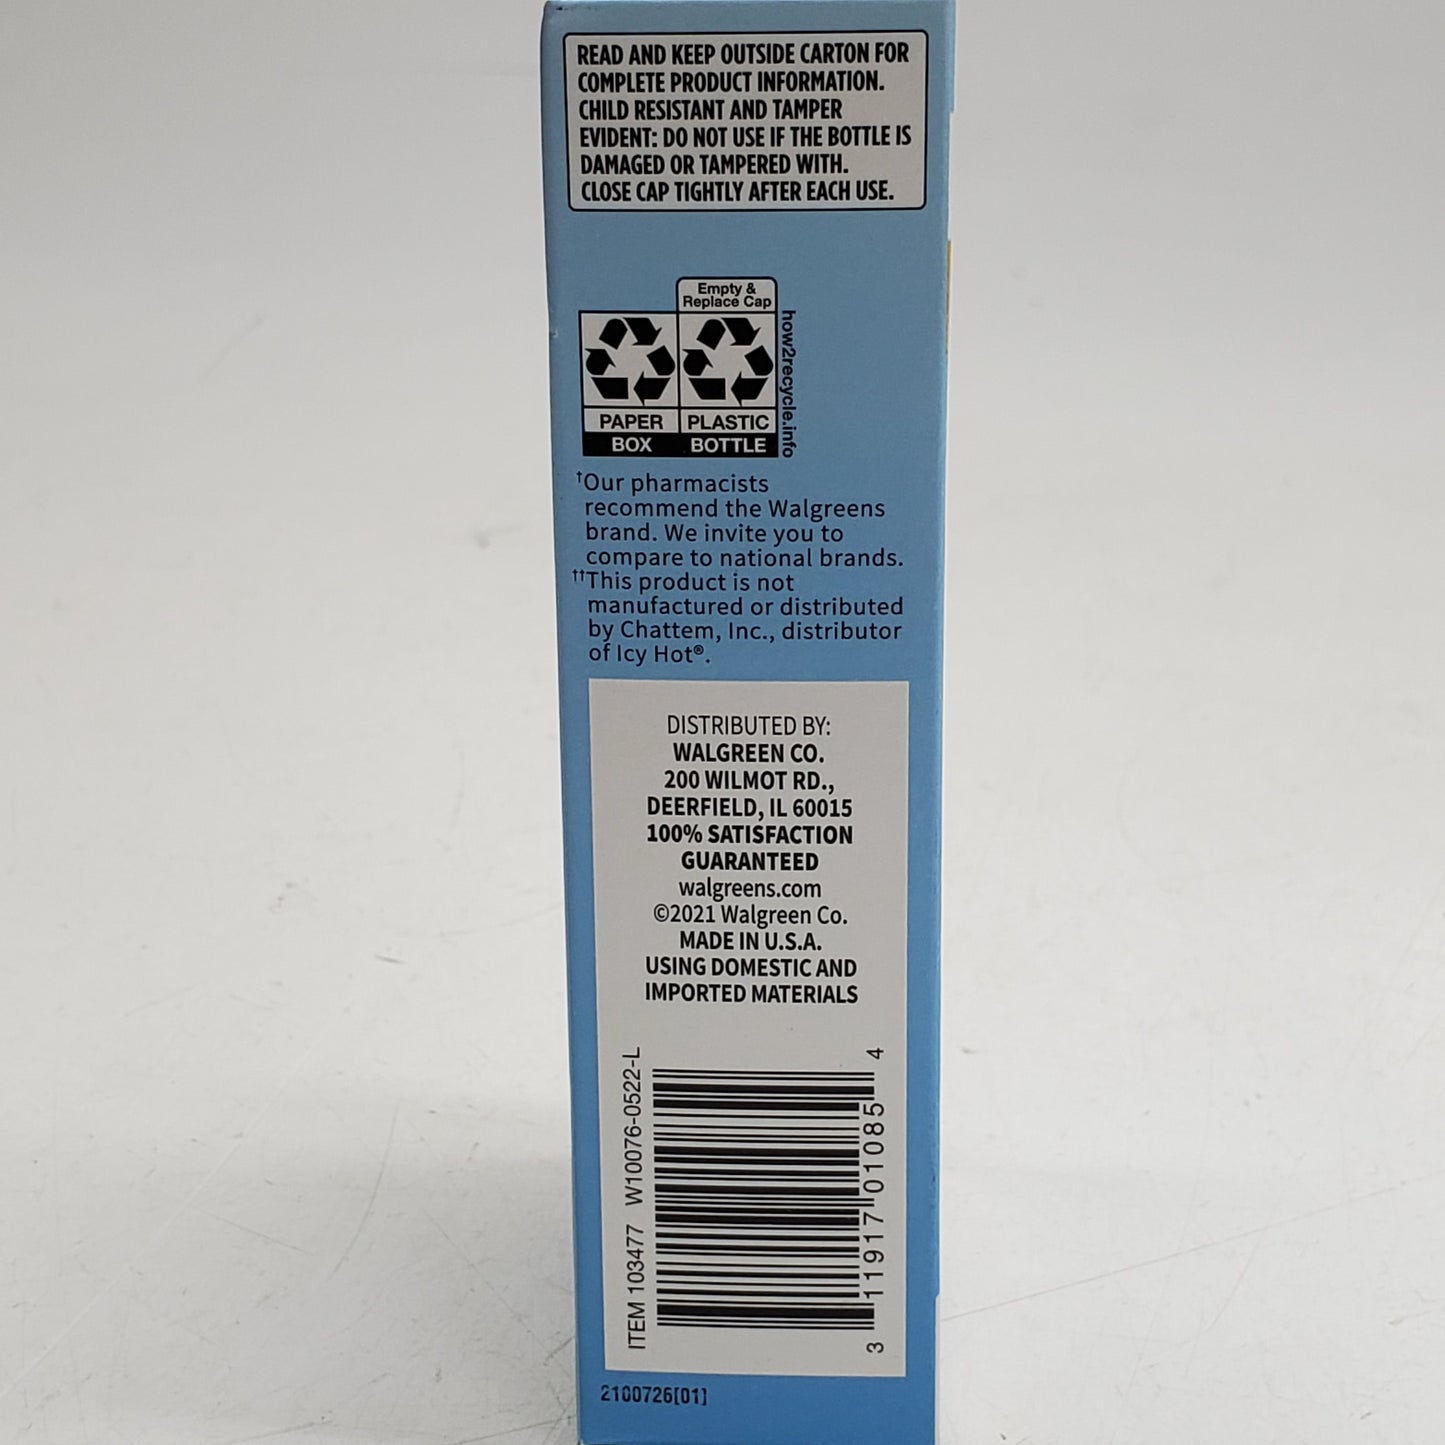 READ AND KEEP OUTSIDE CARTON FOR
COMPLETE PRODUCT INFORMATION.
CHILD RESISTANT AND TAMPER
EVIDENT: DO NOT USE IF THE BOTTLE IS
DAMAGED OR TAMPERED WITH.
CLOSE CAP TIGHTLY AFTER EACH USE.
Empty &
Replace Cap
PAPER
BOX
PLASTIC
BOTTLE
how2recycle.info
†Our pharmacists
recommend the Walgreens
brand. We invite you to
compare to national brands.
††This product is not
manufactured or distributed
by Chattem, Inc., distributor
of Icy Hot®.
DISTRIBUTED BY:
WALGREEN CO.
200 WILMOT RD.,
DEERFIELD, IL 60015
100% SATISFACTION
GUARANTEED
walgreens.com
©2021 Walgreen Co.
MADE IN U.S.A.
USING DOMESTIC AND
IMPORTED MATERIALS
ITEM 103477 W10076-0522-L
3 11917 01085 4
2100726[01]